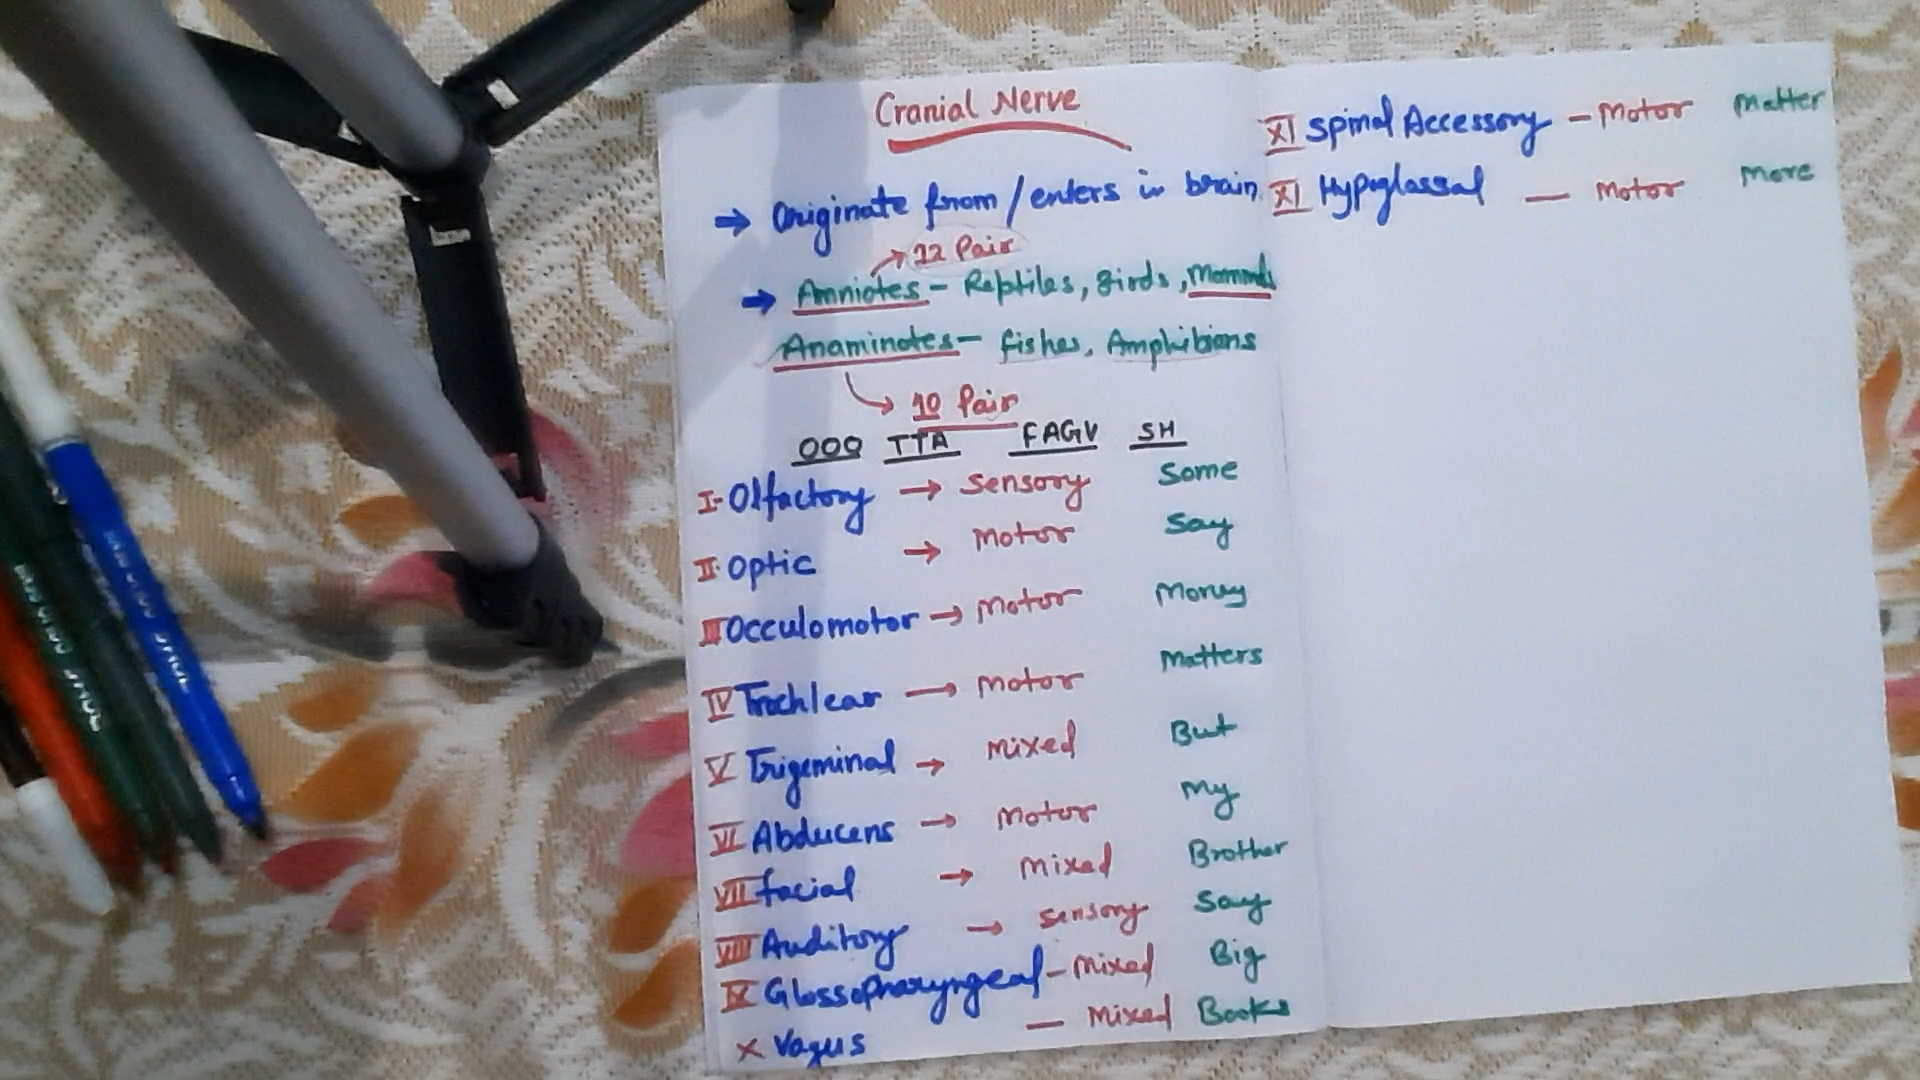 Cranial Nerve
→ Originate from / enters in brain
→ 12 Pair
→ Amniotes - Reptiles, Birds, Mammals
Anaminotes - fishes, Amphibians
→ 10 Pair
OOO TTA FAGV SH
I- Olfactory → Sensory Some
II- Optic → Motor Say
III Occulomotor → Motor Money
IV Trochlear → Motor Matters
V Trigeminal → Mixed But
VI Abducens → Motor My
VII facial → Mixed Brother
VIII Auditory → Sensory Say
IX Glossopharyngeal - Mixed Big
X Vagus - Mixed Books
XI Spinal Accessory - Motor Matter
XI Hypoglassal - Motor More